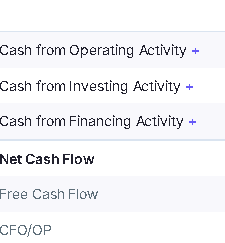 Cash from Operating Activity +
Cash from Investing Activity +
Cash from Financing Activity +
Net Cash Flow
Free Cash Flow
CFO/OP